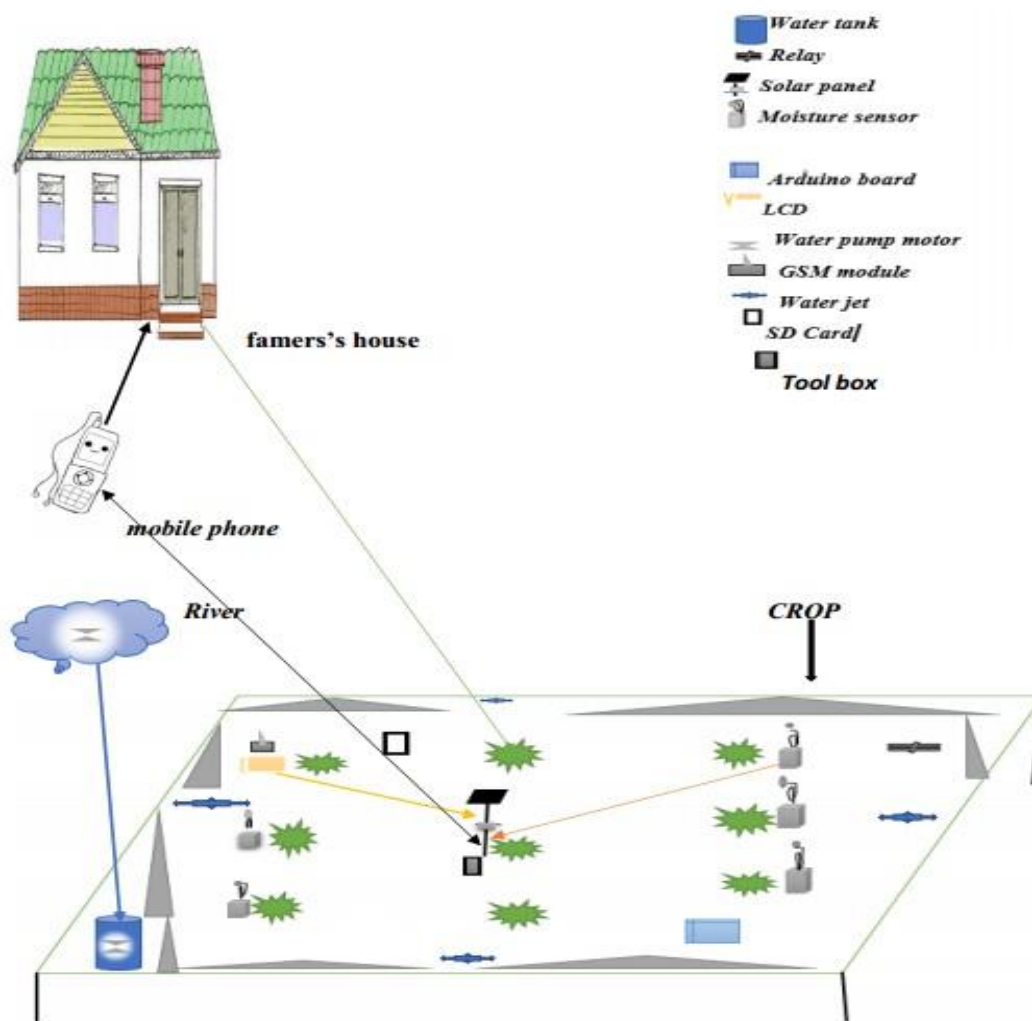 Water tank
Relay
Solar panel
Moisture sensor
Arduino board
LCD
Water pump motor
GSM module
Water jet
SD Card
Tool box
famers's house
mobile phone
River
CROP